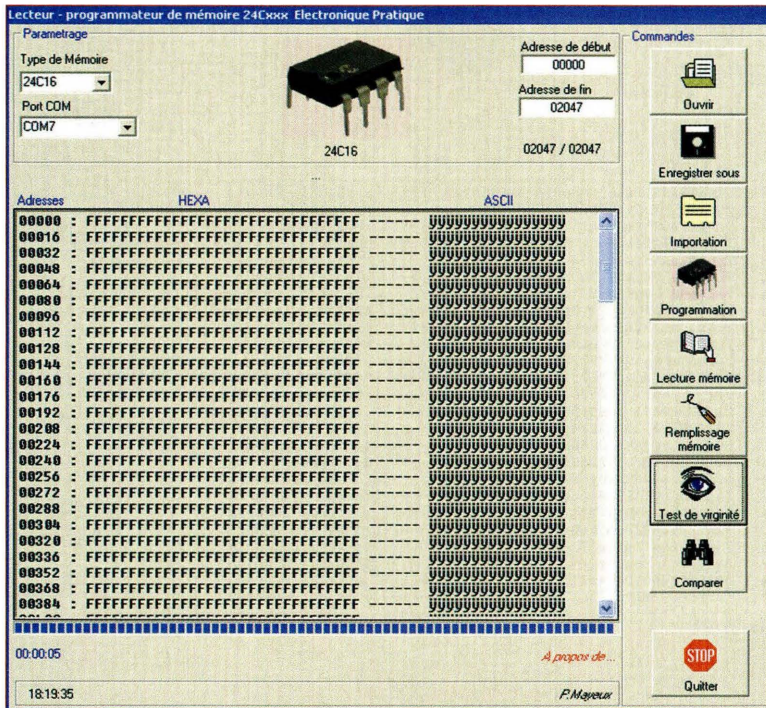 Lecteur - programmateur de mémoire 24Cxxx Electronique Pratique
Parametrage
Type de Mémoire
24C16
Port COM
COM7
24C16
Adresse de début
00000
Adresse de fin
02047
02047 / 02047
...
Adresses HEXA ASCII
00000 : FFFFFFFFFFFFFFFFFFFFFFFFFFFFFFFF ------ ÿÿÿÿÿÿÿÿÿÿÿÿÿÿÿÿ
00016 : FFFFFFFFFFFFFFFFFFFFFFFFFFFFFFFF ------ ÿÿÿÿÿÿÿÿÿÿÿÿÿÿÿÿ
00032 : FFFFFFFFFFFFFFFFFFFFFFFFFFFFFFFF ------ ÿÿÿÿÿÿÿÿÿÿÿÿÿÿÿÿ
00048 : FFFFFFFFFFFFFFFFFFFFFFFFFFFFFFFF ------ ÿÿÿÿÿÿÿÿÿÿÿÿÿÿÿÿ
00064 : FFFFFFFFFFFFFFFFFFFFFFFFFFFFFFFF ------ ÿÿÿÿÿÿÿÿÿÿÿÿÿÿÿÿ
00080 : FFFFFFFFFFFFFFFFFFFFFFFFFFFFFFFF ------ ÿÿÿÿÿÿÿÿÿÿÿÿÿÿÿÿ
00096 : FFFFFFFFFFFFFFFFFFFFFFFFFFFFFFFF ------ ÿÿÿÿÿÿÿÿÿÿÿÿÿÿÿÿ
00112 : FFFFFFFFFFFFFFFFFFFFFFFFFFFFFFFF ------ ÿÿÿÿÿÿÿÿÿÿÿÿÿÿÿÿ
00128 : FFFFFFFFFFFFFFFFFFFFFFFFFFFFFFFF ------ ÿÿÿÿÿÿÿÿÿÿÿÿÿÿÿÿ
00144 : FFFFFFFFFFFFFFFFFFFFFFFFFFFFFFFF ------ ÿÿÿÿÿÿÿÿÿÿÿÿÿÿÿÿ
00160 : FFFFFFFFFFFFFFFFFFFFFFFFFFFFFFFF ------ ÿÿÿÿÿÿÿÿÿÿÿÿÿÿÿÿ
00176 : FFFFFFFFFFFFFFFFFFFFFFFFFFFFFFFF ------ ÿÿÿÿÿÿÿÿÿÿÿÿÿÿÿÿ
00192 : FFFFFFFFFFFFFFFFFFFFFFFFFFFFFFFF ------ ÿÿÿÿÿÿÿÿÿÿÿÿÿÿÿÿ
00208 : FFFFFFFFFFFFFFFFFFFFFFFFFFFFFFFF ------ ÿÿÿÿÿÿÿÿÿÿÿÿÿÿÿÿ
00224 : FFFFFFFFFFFFFFFFFFFFFFFFFFFFFFFF ------ ÿÿÿÿÿÿÿÿÿÿÿÿÿÿÿÿ
00240 : FFFFFFFFFFFFFFFFFFFFFFFFFFFFFFFF ------ ÿÿÿÿÿÿÿÿÿÿÿÿÿÿÿÿ
00256 : FFFFFFFFFFFFFFFFFFFFFFFFFFFFFFFF ------ ÿÿÿÿÿÿÿÿÿÿÿÿÿÿÿÿ
00272 : FFFFFFFFFFFFFFFFFFFFFFFFFFFFFFFF ------ ÿÿÿÿÿÿÿÿÿÿÿÿÿÿÿÿ
00288 : FFFFFFFFFFFFFFFFFFFFFFFFFFFFFFFF ------ ÿÿÿÿÿÿÿÿÿÿÿÿÿÿÿÿ
00304 : FFFFFFFFFFFFFFFFFFFFFFFFFFFFFFFF ------ ÿÿÿÿÿÿÿÿÿÿÿÿÿÿÿÿ
00320 : FFFFFFFFFFFFFFFFFFFFFFFFFFFFFFFF ------ ÿÿÿÿÿÿÿÿÿÿÿÿÿÿÿÿ
00336 : FFFFFFFFFFFFFFFFFFFFFFFFFFFFFFFF ------ ÿÿÿÿÿÿÿÿÿÿÿÿÿÿÿÿ
00352 : FFFFFFFFFFFFFFFFFFFFFFFFFFFFFFFF ------ ÿÿÿÿÿÿÿÿÿÿÿÿÿÿÿÿ
00368 : FFFFFFFFFFFFFFFFFFFFFFFFFFFFFFFF ------ ÿÿÿÿÿÿÿÿÿÿÿÿÿÿÿÿ
00384 : FFFFFFFFFFFFFFFFFFFFFFFFFFFFFFFF ------ ÿÿÿÿÿÿÿÿÿÿÿÿÿÿÿÿ
00:00:05
A propos de...
18:19:35
P.Mayeux
Commandes
Ouvrir
Enregistrer sous
Importation
Programmation
Lecture mémoire
Remplissage
mémoire
Test de virginité
Comparer
STOP
Quitter